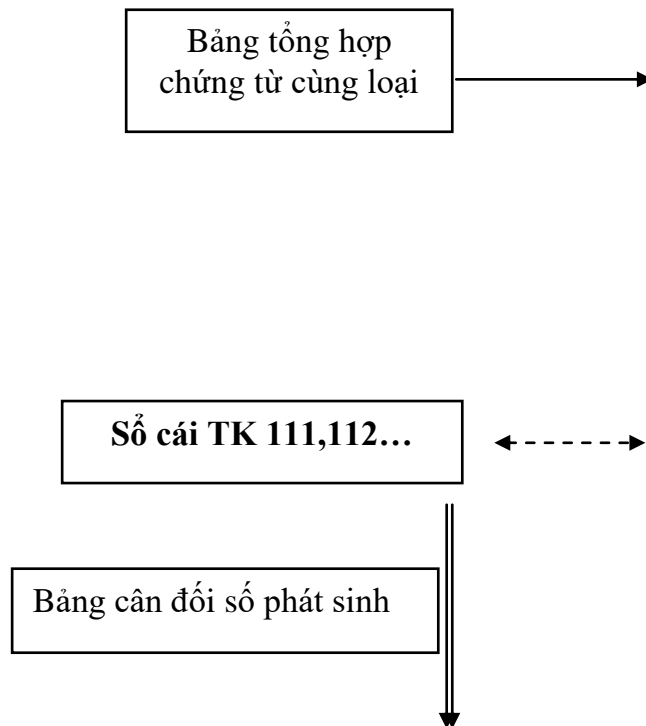 Bảng tổng hợp
chứng từ cùng loại
Sổ cái TK 111,112…
Bảng cân đối số phát sinh